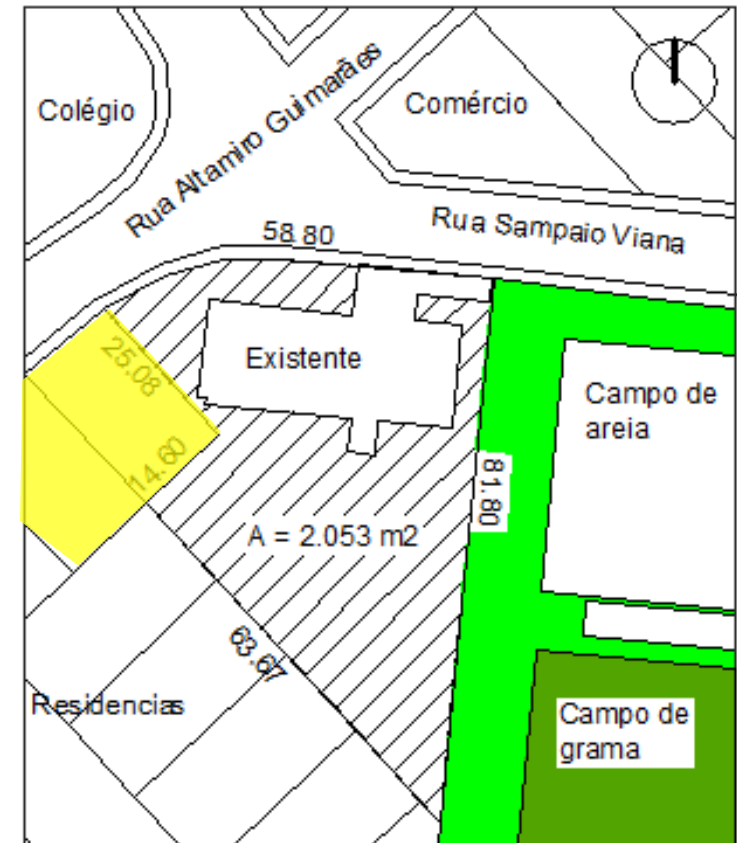 Colégio
Comércio
Rua Altamiro Guimarães
Rua Sampaio Viana
58.80
25.08
Existente
Campo de
areia
14.60
81.80
A = 2.053 m2
63.67
Residencias
Campo de
grama